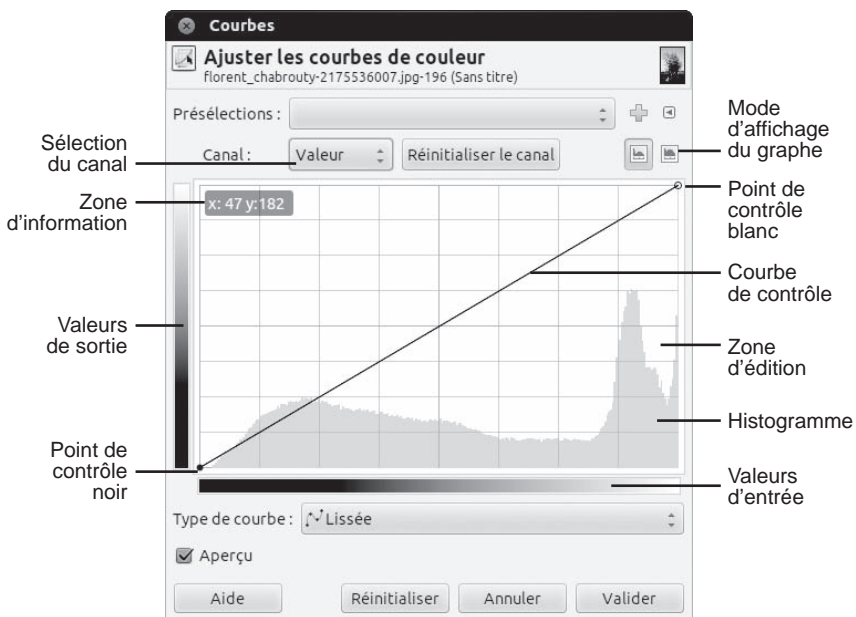 Courbes
Ajuster les courbes de couleur
florent_chabrouty-2175536007.jpg-196 (Sans titre)
Présélections :
Canal :
Valeur
Réinitialiser le canal
x: 47 y:182
Type de courbe :
Lissée
Aperçu
Aide
Réinitialiser
Annuler
Valider
Sélection
du canal
Zone
d'information
Valeurs
de sortie
Point de
contrôle
noir
Mode
d'affichage
du graphe
Point de
contrôle
blanc
Courbe
de contrôle
Zone
d'édition
Histogramme
Valeurs
d'entrée